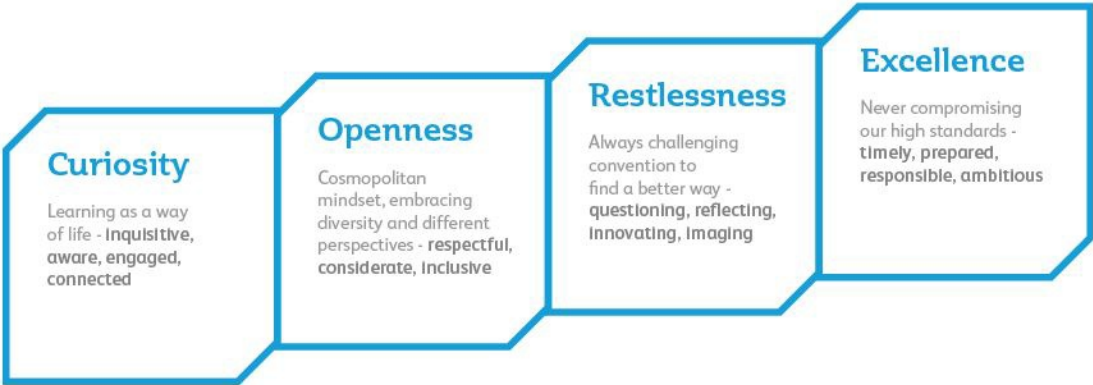 Curiosity
Learning as a way
of life - inquisitive,
aware, engaged,
connected
Openness
Cosmopolitan
mindset, embracing
diversity and different
perspectives - respectful,
considerate, inclusive
Restlessness
Always challenging
convention to
find a better way -
questioning, reflecting,
innovating, imaging
Excellence
Never compromising
our high standards -
timely, prepared,
responsible, ambitious